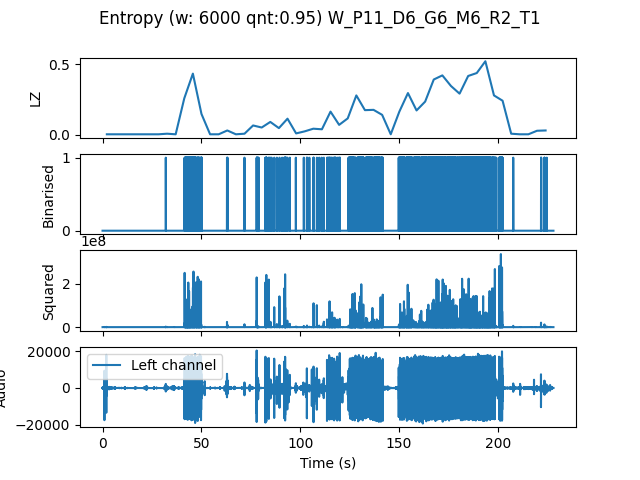 Entropy (w: 6000 qnt:0.95) W_P11_D6_G6_M6_R2_T1
LZ
0.5
0.0
Binarised
1
0
1e8
Squared
2
0
Audio
20000
0
−20000
Left channel
0
50
100
150
200
Time (s)